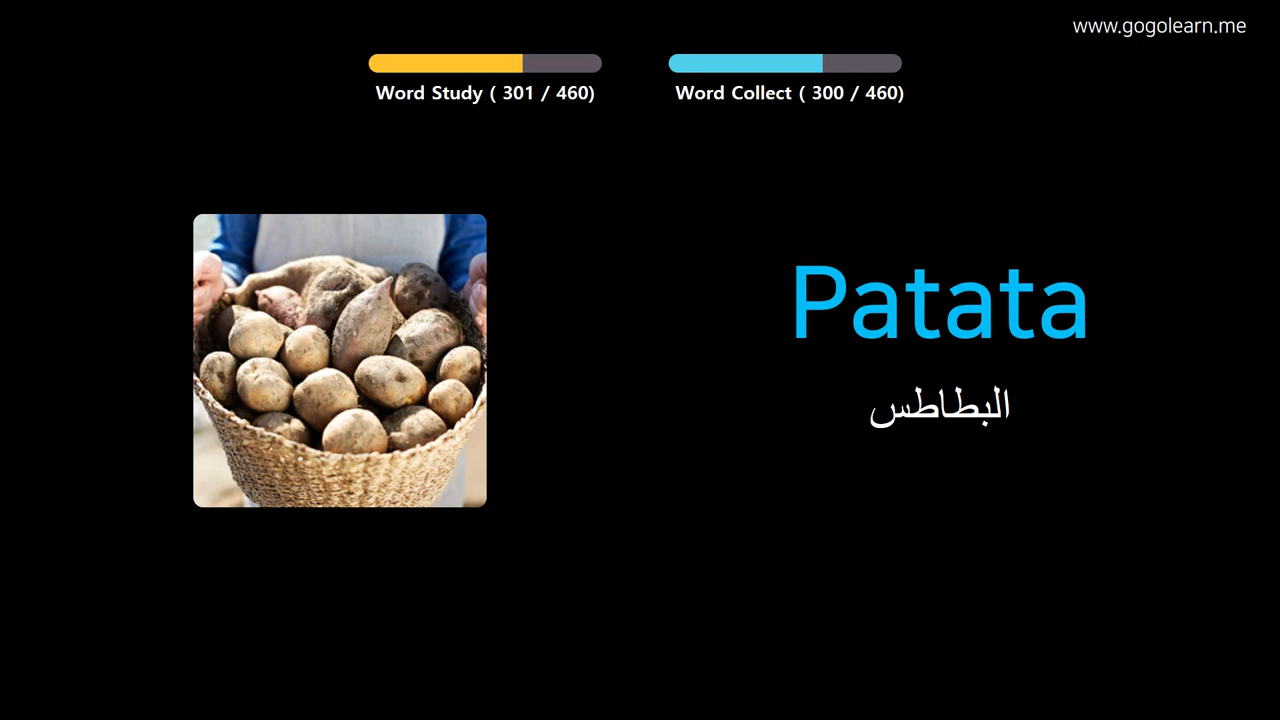 www.gogolearn.me
Word Study ( 301 / 460)
Word Collect ( 300 / 460)
Patata
البطاطس